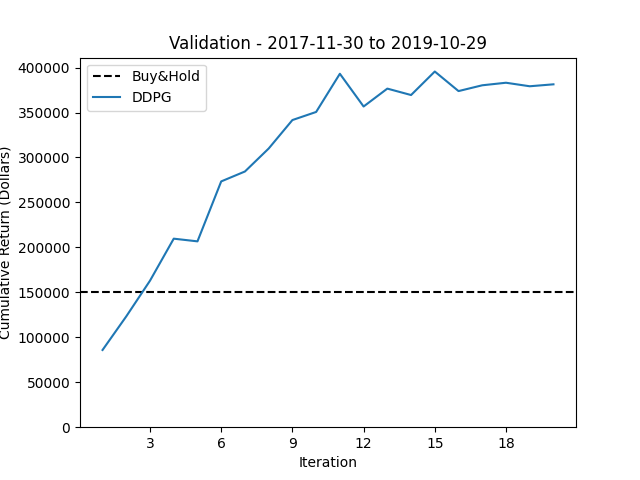 Validation - 2017-11-30 to 2019-10-29
Buy&Hold
DDPG
Cumulative Return (Dollars)
400000
350000
300000
250000
200000
150000
100000
50000
0
3 6 9 12 15 18
Iteration